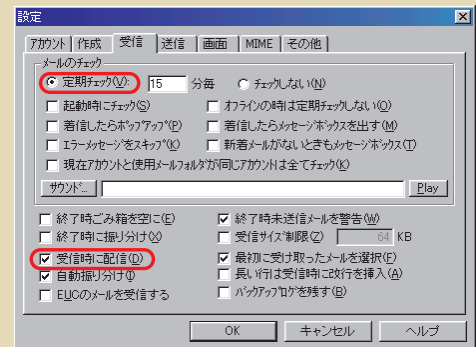 設定
アカウント 作成 受信 送信 画面 MIME その他
メールのチェック
定期チェック(V): 15 分毎 チェックしない(N)
起動時にチェック(S) オフラインの時は定期チェックしない(O)
着信したらポップアップ(P) 着信したらメッセージボックスを出す(M)
エラーメッセージをスキップ(K) 新着メールがないときもメッセージボックス(T)
現在アカウントと使用メールフォルダが同じアカウントは全てチェック(K)
サウンド... Play
終了時ごみ箱を空に(E) 終了時未送信メールを警告(W)
終了時に振り分け(X) 受信サイズ制限(Z) 64 KB
受信時に配信(D) 最初に受け取ったメールを選択(F)
自動振り分け(I) 長い行は受信時に改行を挿入(A)
EUCのメールを受信する バックアップログを残す(B)
OK キャンセル ヘルプ